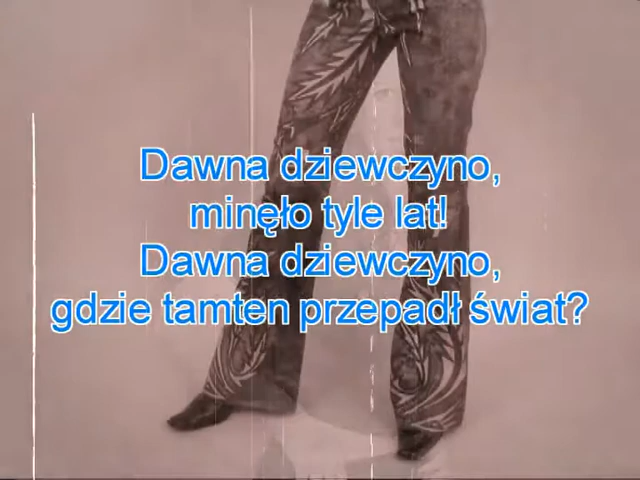 Dawna dziewczyno,
minęło tyle lat!
Dawna dziewczyno,
gdzie tamten przepadł świat?